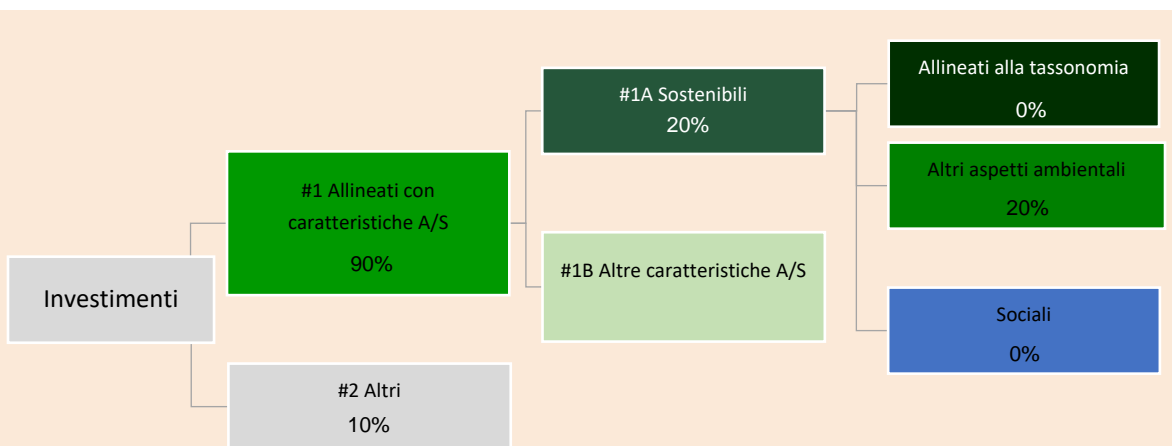 Investimenti
#1 Allineati con
caratteristiche A/S
90%
#2 Altri
10%
#1A Sostenibili
20%
#1B Altre caratteristiche A/S
Allineati alla tassonomia
0%
Altri aspetti ambientali
20%
Sociali
0%